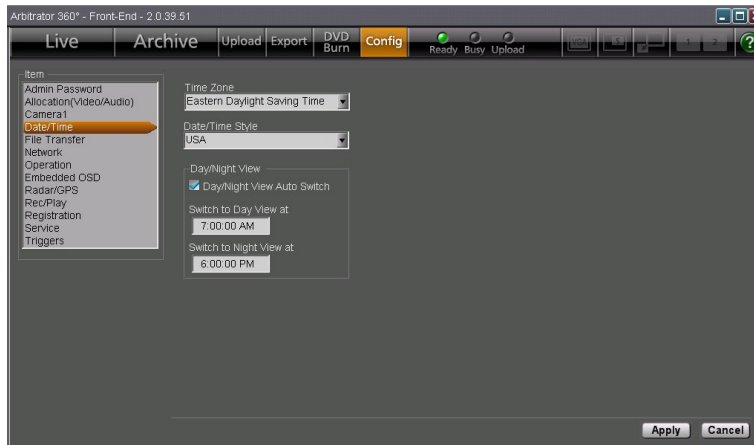 Arbitrator 360° - Front-End - 2.0.39.51
Live
Archive
Upload
Export
DVD
Burn
Config
Ready Busy Upload
VGA
1
2
?
Item
Admin Password
Allocation(Video/Audio)
Camera1
Date/Time
File Transfer
Network
Operation
Embedded OSD
Radar/GPS
Rec/Play
Registration
Service
Triggers
Time Zone
Eastern Daylight Saving Time
Date/Time Style
USA
Day/Night View
Day/Night View Auto Switch
Switch to Day View at
7:00:00 AM
Switch to Night View at
6:00:00 PM
Apply
Cancel